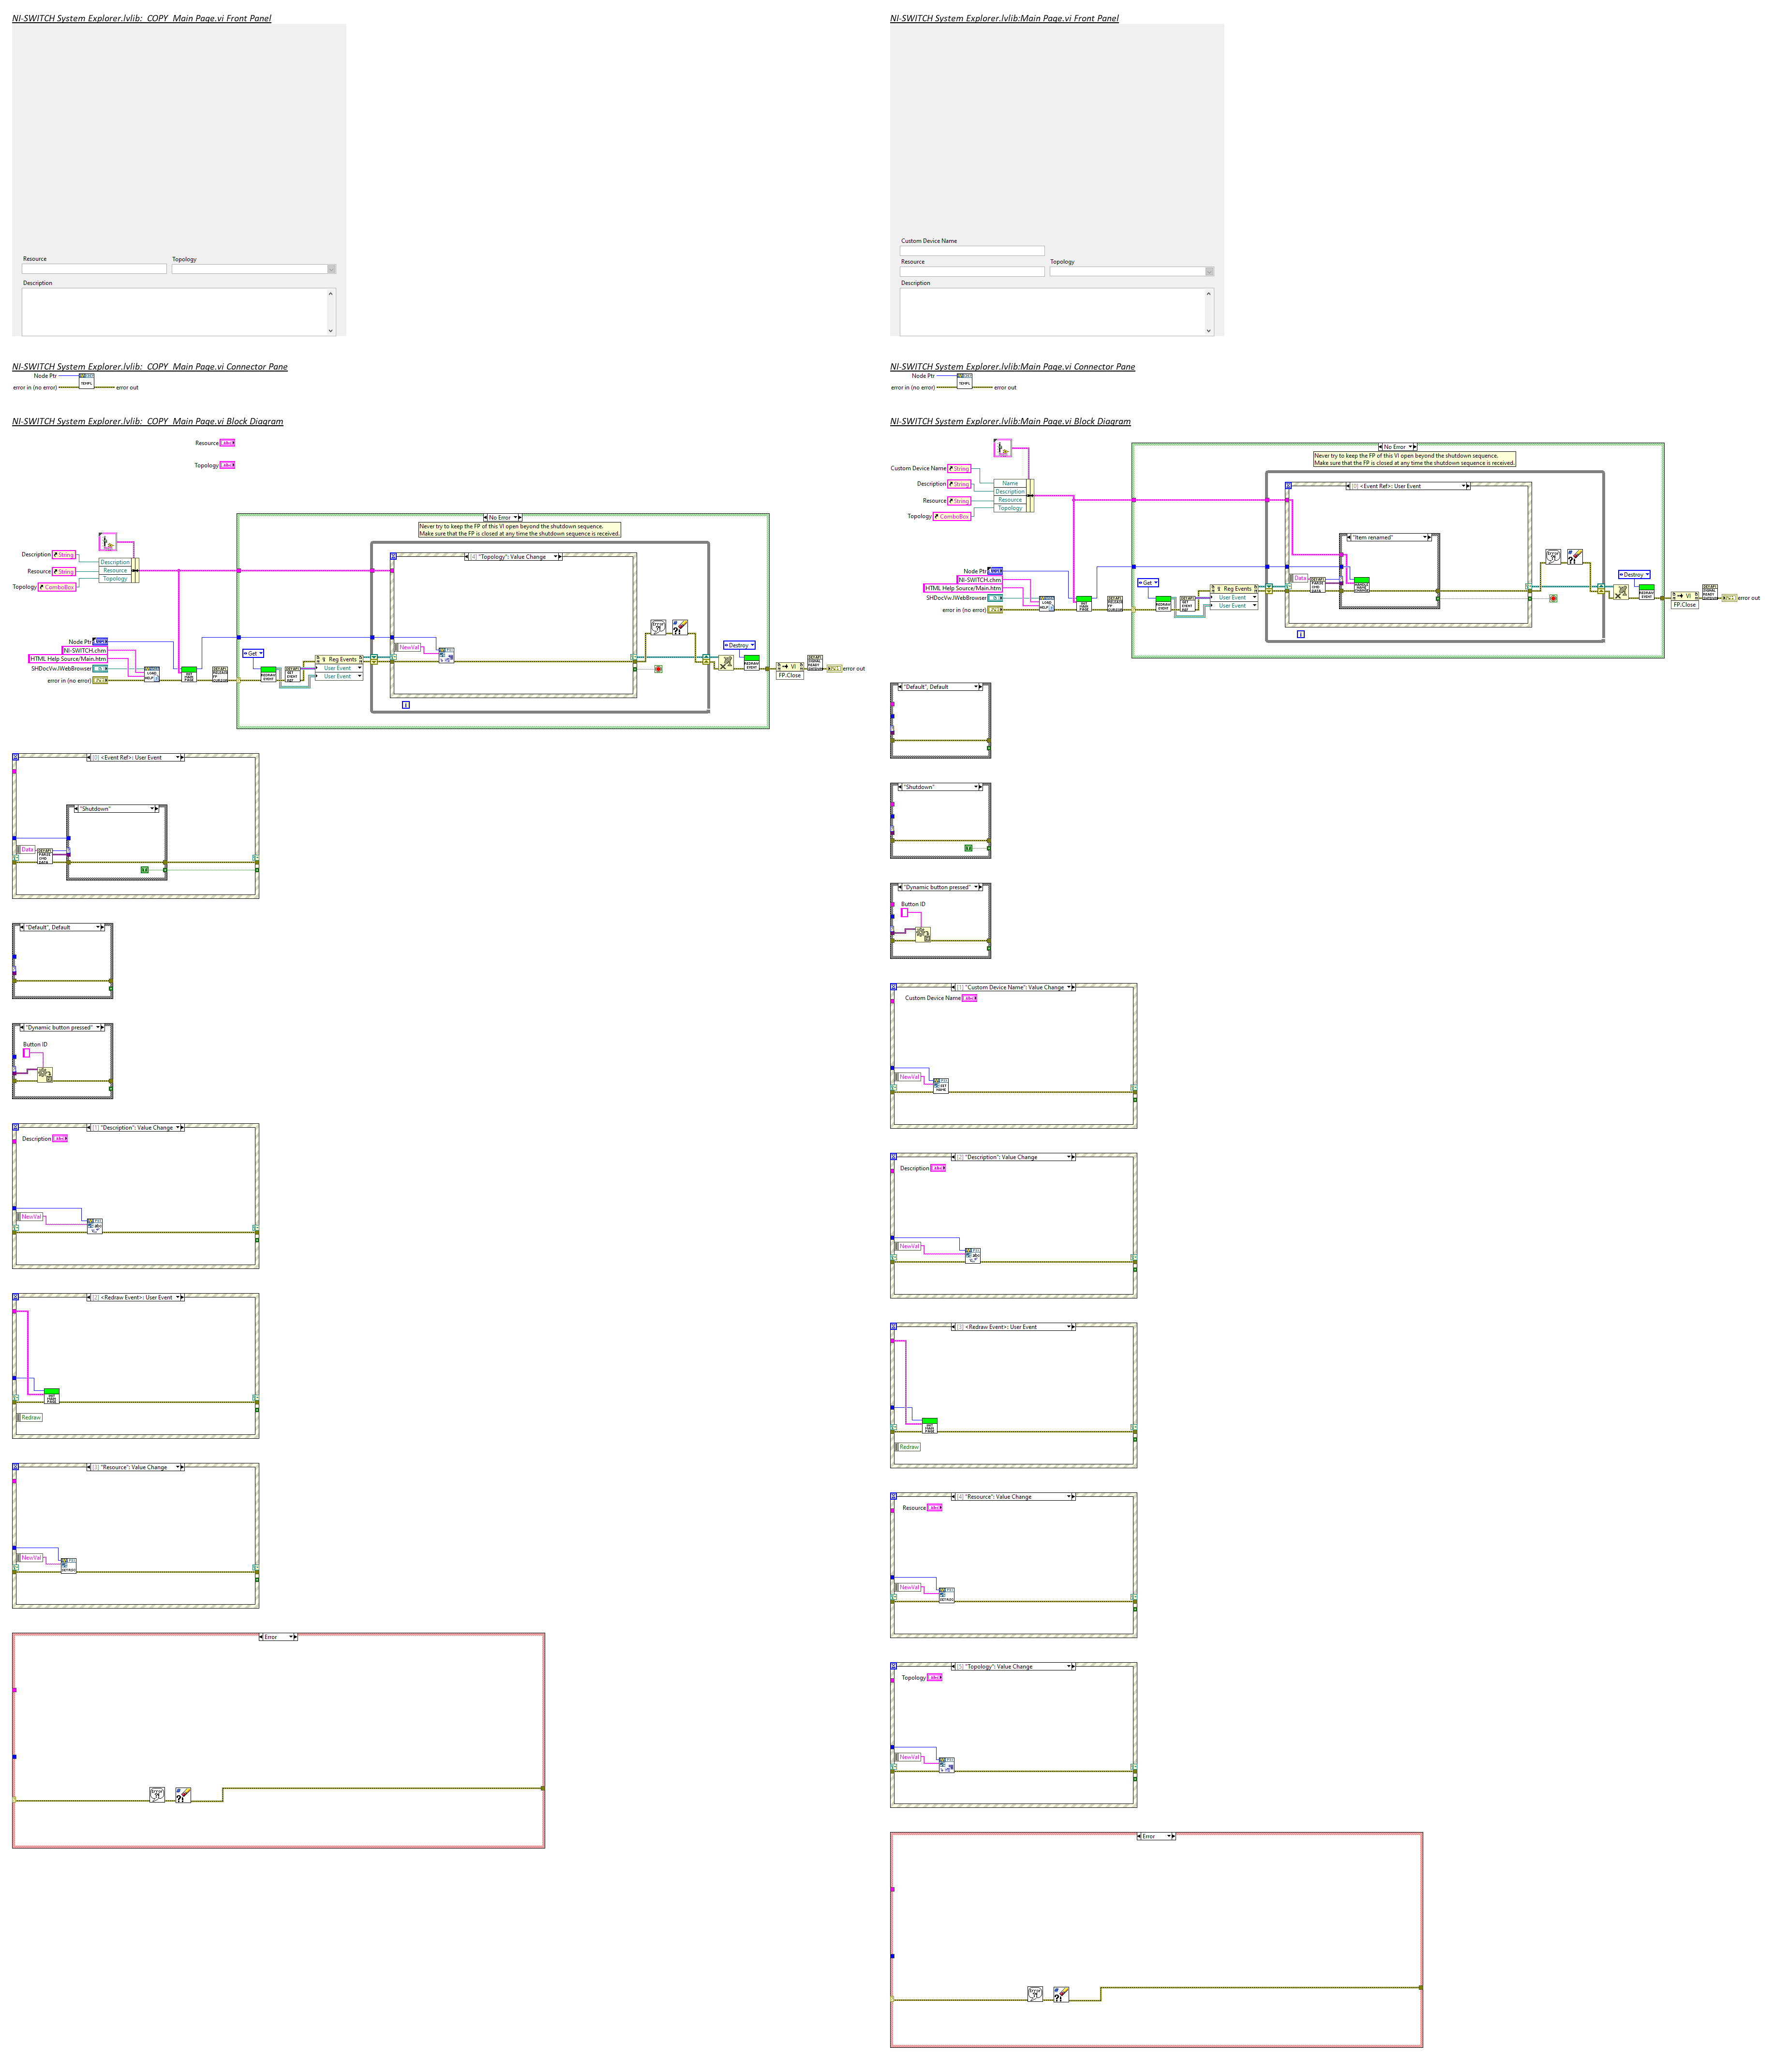 NI-SWITCH System Explorer.lvlib:_COPY_Main Page.vi Front Panel
Resource
Topology
Description
NI-SWITCH System Explorer.lvlib:_COPY_Main Page.vi Connector Pane
Node Ptr
error in (no error)
TEMPL
error out
NI-SWITCH System Explorer.lvlib:_COPY_Main Page.vi Block Diagram
Resource
Topology
No Error
Never try to keep the FP of this VI open beyond the shutdown sequence.
Make sure that the FP is closed at any time the shutdown sequence is received.
[4] "Topology": Value Change
Description String
Resource String
Topology ComboBox
Description
Resource
Topology
Node Ptr
NI-SWITCH.chm
HTML Help Source/Main.htm
SHDocVw.IWebBrowser
error in (no error)
Get
Reg Events
User Event
User Event
NewVal
Destroy
VI
FP.Close
error out
[0] <Event Ref>: User Event
"Shutdown"
Data
"Default", Default
"Dynamic button pressed"
Button ID
[1] "Description": Value Change
Description
NewVal
[2] <Redraw Event>: User Event
Redraw
[3] "Resource": Value Change
NewVal
Error
NI-SWITCH System Explorer.lvlib:Main Page.vi Front Panel
Custom Device Name
Resource
Topology
Description
NI-SWITCH System Explorer.lvlib:Main Page.vi Connector Pane
Node Ptr
error in (no error)
TEMPL
error out
NI-SWITCH System Explorer.lvlib:Main Page.vi Block Diagram
No Error
Never try to keep the FP of this VI open beyond the shutdown sequence.
Make sure that the FP is closed at any time the shutdown sequence is received.
[0] <Event Ref>: User Event
"Item renamed"
Custom Device Name String
Description String
Resource String
Topology ComboBox
Name
Description
Resource
Topology
Node Ptr
NI-SWITCH.chm
HTML Help Source/Main.htm
SHDocVw.IWebBrowser
error in (no error)
Get
Reg Events
User Event
User Event
Data
Destroy
VI
FP.Close
error out
"Default", Default
"Shutdown"
"Dynamic button pressed"
Button ID
[1] "Custom Device Name": Value Change
Custom Device Name
NewVal
[2] "Description": Value Change
Description
NewVal
[3] <Redraw Event>: User Event
Redraw
[4] "Resource": Value Change
Resource
NewVal
[5] "Topology": Value Change
Topology
NewVal
Error